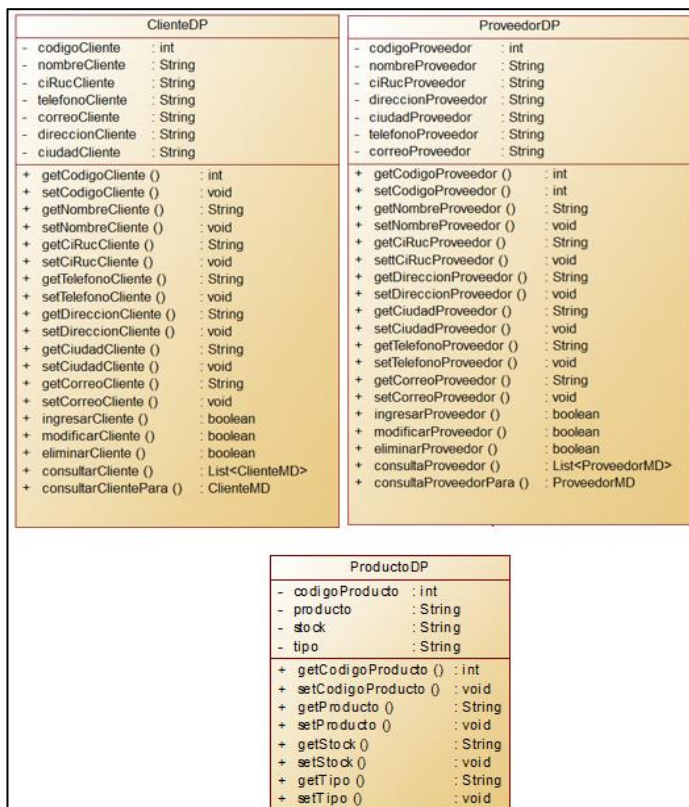 ClienteDP
- codigoCliente : int
- nombreCliente : String
- ciRucCliente : String
- telefonoCliente : String
- correoCliente : String
- direccionCliente : String
- ciudadCliente : String
+ getCodigoCliente () : int
+ setCodigoCliente () : void
+ getNombreCliente () : String
+ setNombreCliente () : void
+ getCiRucCliente () : String
+ setCiRucCliente () : void
+ getTelefonoCliente () : String
+ setTelefonoCliente () : void
+ getDireccionCliente () : String
+ setDireccionCliente () : void
+ getCiudadCliente () : String
+ setCiudadCliente () : void
+ getCorreoCliente () : String
+ setCorreoCliente () : void
+ ingresarCliente () : boolean
+ modificarCliente () : boolean
+ eliminarCliente () : boolean
+ consultarCliente () : List<ClienteMD>
+ consultarClientePara () : ClienteMD
ProveedorDP
- codigoProveedor : int
- nombreProveedor : String
- ciRucProveedor : String
- direccionProveedor : String
- ciudadProveedor : String
- telefonoProveedor : String
- correoProveedor : String
+ getCodigoProveedor () : int
+ setCodigoProveedor () : int
+ getNombreProveedor () : String
+ setNombreProveedor () : void
+ getCiRucProveedor () : String
+ settCiRucProveedor () : void
+ getDireccionProveedor () : String
+ setDireccionProveedor () : void
+ getCiudadProveedor () : String
+ setCiudadProveedor () : void
+ getTelefonoProveedor () : String
+ setTelefonoProveedor () : void
+ getCorreoProveedor () : String
+ setCorreoProveedor () : void
+ ingresarProveedor () : boolean
+ modificarProveedor () : boolean
+ eliminarProveedor () : boolean
+ consultaProveedor () : List<ProveedorMD>
+ consultaProveedorPara () : ProveedorMD
ProductoDP
- codigoProducto : int
- producto : String
- stock : String
- tipo : String
+ getCodigoProducto () : int
+ setCodigoProducto () : void
+ getProducto () : String
+ setProducto () : void
+ getStock () : String
+ setStock () : void
+ getTipo () : String
+ setTipo () : void